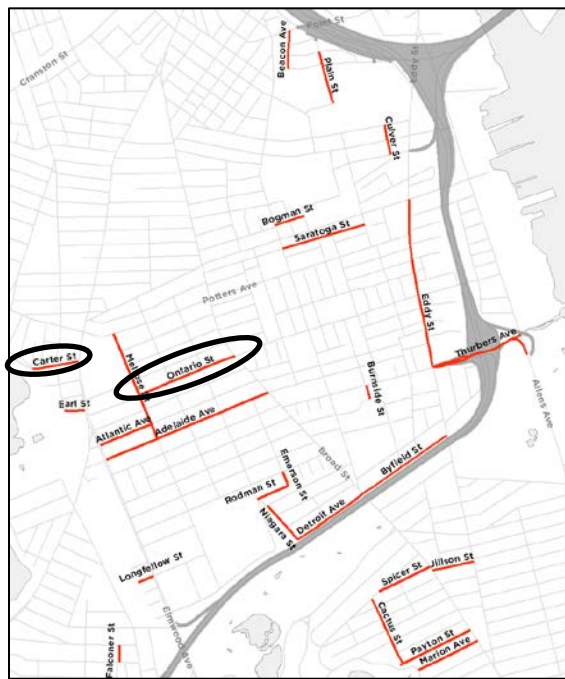 Cranston St
Beacon Ave
Point St
Plain St
Eddy St
Culver St
Bogman St
Saratoga St
Potters Ave
Eddy St
Thurbers Ave
Carter St
Melrose St
Ontario St
Burnside St
Allens Ave
Earl St
Atlantic Ave
Adelaide Ave
Broad St
Byfield St
Emerson St
Rodman St
Niagara St
Detroit Ave
Longfellow St
Elmwood Ave
Spicer St
Jillson St
Cactus St
Payton St
Marion Ave
Falconer St